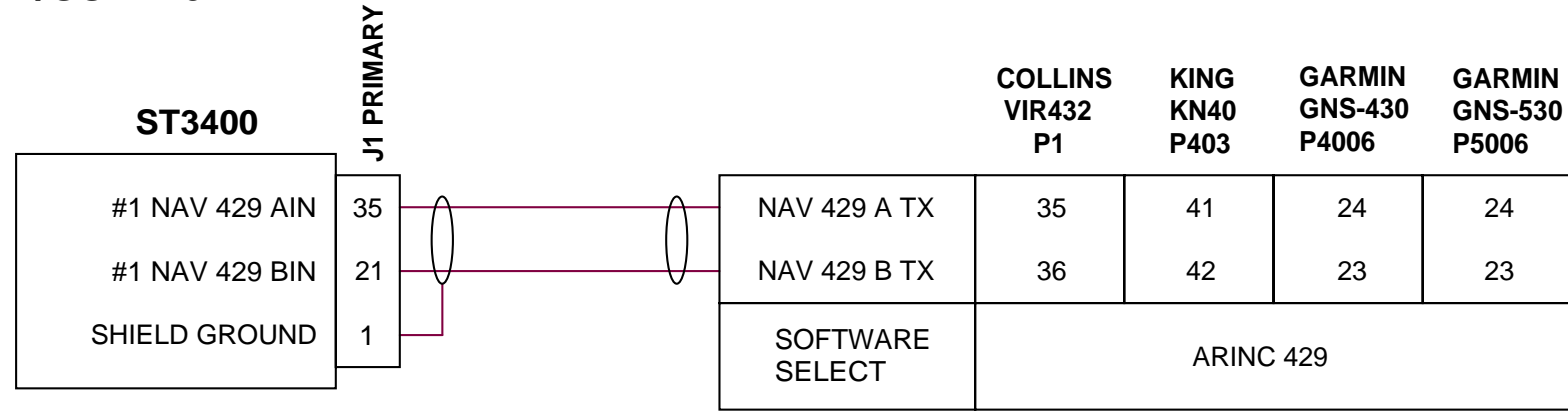 J1 PRIMARY
ST3400
COLLINS VIR432 P1
KING KN40 P403
GARMIN GNS-430 P4006
GARMIN GNS-530 P5006
#1 NAV 429 AIN 35 NAV 429 A TX 35 41 24 24
#1 NAV 429 BIN 21 NAV 429 B TX 36 42 23 23
SHIELD GROUND 1
SOFTWARE SELECT
ARINC 429